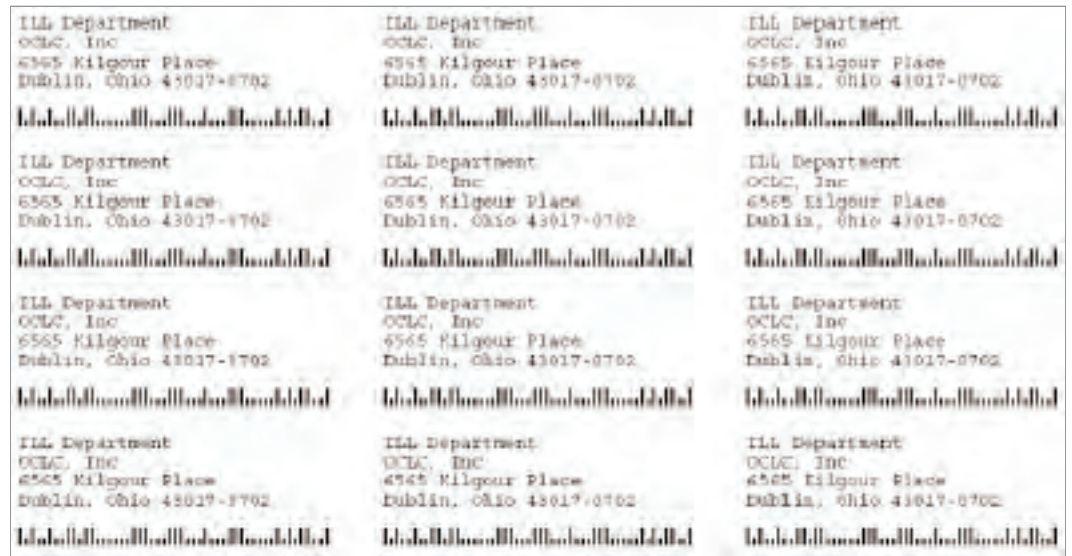 ILL Department
OCLC, Inc
6565 Kilgour Place
Dublin, Ohio 43017-0702
ILL Department
OCLC, Inc
6565 Kilgour Place
Dublin, Ohio 43017-0702
ILL Department
OCLC, Inc
6565 Kilgour Place
Dublin, Ohio 43017-0702
ILL Department
OCLC, Inc
6565 Kilgour Place
Dublin, Ohio 43017-0702
ILL Department
OCLC, Inc
6565 Kilgour Place
Dublin, Ohio 43017-0702
ILL Department
OCLC, Inc
6565 Kilgour Place
Dublin, Ohio 43017-0702
ILL Department
OCLC, Inc
6565 Kilgour Place
Dublin, Ohio 43017-0702
ILL Department
OCLC, Inc
6565 Kilgour Place
Dublin, Ohio 43017-0702
ILL Department
OCLC, Inc
6565 Kilgour Place
Dublin, Ohio 43017-0702
ILL Department
OCLC, Inc
6565 Kilgour Place
Dublin, Ohio 43017-0702
ILL Department
OCLC, Inc
6565 Kilgour Place
Dublin, Ohio 43017-0702
ILL Department
OCLC, Inc
6565 Kilgour Place
Dublin, Ohio 43017-0702